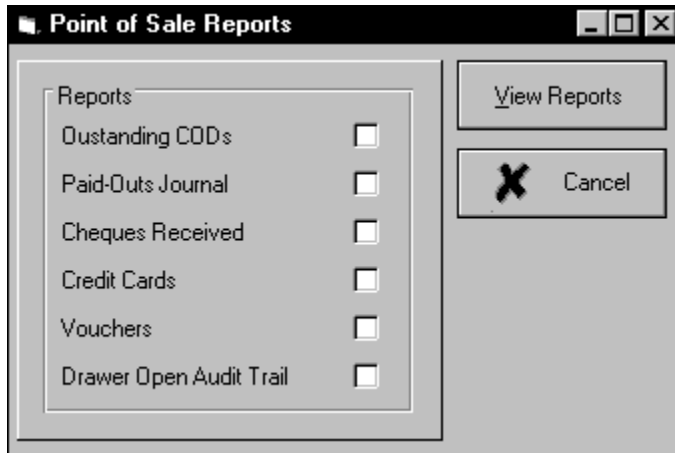 Point of Sale Reports
Reports
Oustanding CODs
Paid-Outs Journal
Cheques Received
Credit Cards
Vouchers
Drawer Open Audit Trail
View Reports
Cancel